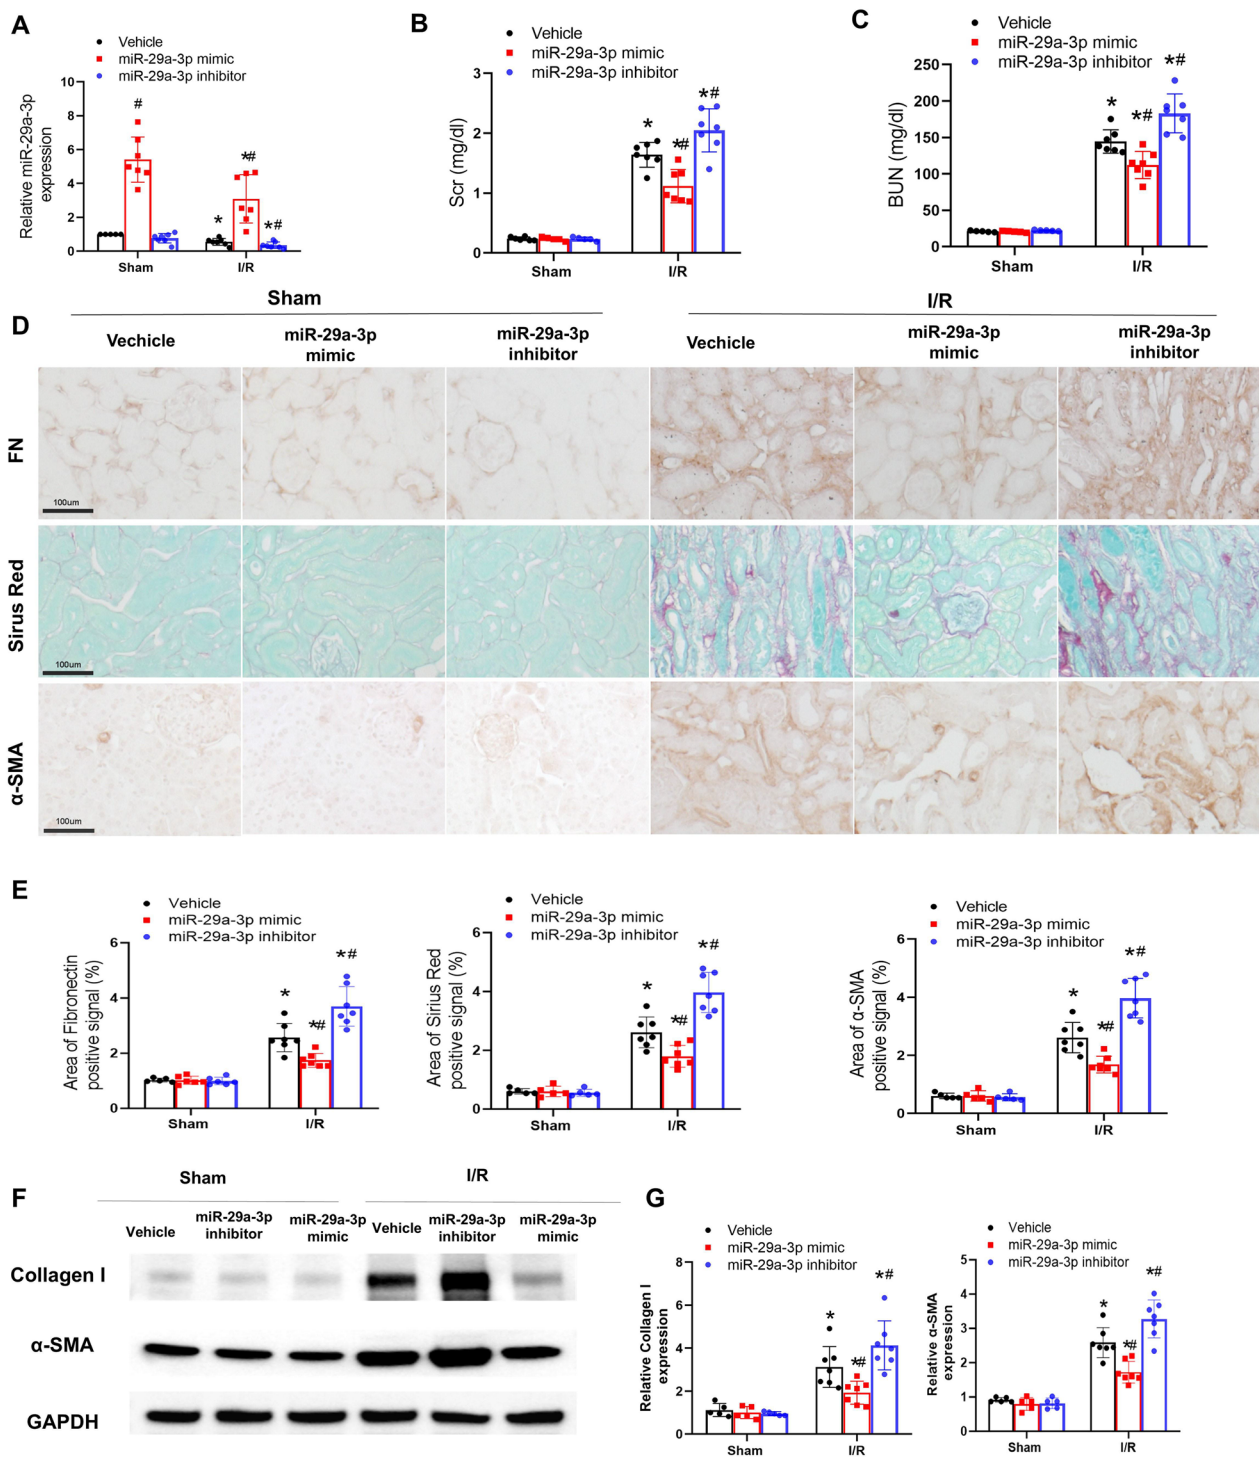 A
Vehicle
miR-29a-3p mimic
miR-29a-3p inhibitor
Relative miR-29a-3p
expression
10
8
6
4
2
0
#
*
*#
*#
Sham
I/R
B
Vehicle
miR-29a-3p mimic
miR-29a-3p inhibitor
Scr (mg/dl)
3
2
1
0
*
*#
*#
Sham
I/R
C
Vehicle
miR-29a-3p mimic
miR-29a-3p inhibitor
BUN (mg/dl)
250
200
150
100
50
0
*
*#
*#
Sham
I/R
D
Sham
I/R
Vechicle
miR-29a-3p
mimic
miR-29a-3p
inhibitor
Vechicle
miR-29a-3p
mimic
miR-29a-3p
inhibitor
FN
100um
Sirus Red
100um
α-SMA
100um
E
Vehicle
miR-29a-3p mimic
miR-29a-3p inhibitor
Area of Fibronectin
positive signal (%)
6
4
2
0
*
*#
*#
Sham
I/R
Vehicle
miR-29a-3p mimic
miR-29a-3p inhibitor
Area of Sirius Red
positive signal (%)
6
4
2
0
*
*#
*#
Sham
I/R
Vehicle
miR-29a-3p mimic
miR-29a-3p inhibitor
Area of α-SMA
positive signal (%)
6
4
2
0
*
*#
*#
Sham
I/R
F
Sham
I/R
Vehicle
miR-29a-3p
inhibitor
miR-29a-3p
mimic
Vehicle
miR-29a-3p
inhibitor
miR-29a-3p
mimic
Collagen I
α-SMA
GAPDH
G
Vehicle
miR-29a-3p mimic
miR-29a-3p inhibitor
Relative Collagen I
expression
8
6
4
2
0
*
*#
*#
Sham
I/R
Vehicle
miR-29a-3p mimic
miR-29a-3p inhibitor
Relative α-SMA
expression
5
4
3
2
1
0
*
*#
*#
Sham
I/R